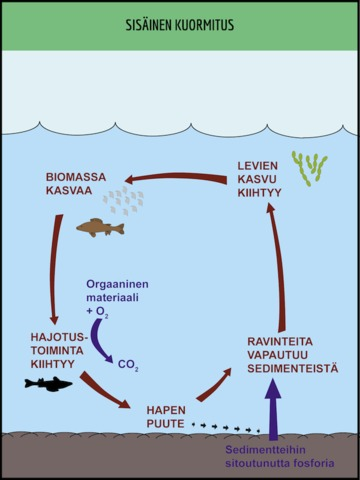 SISÄINEN KUORMITUS
LEVIEN
KASVU
KIIHTYY
BIOMASSA
KASVAA
Orgaaninen
materiaali
+ O₂
CO₂
HAJOTUS-
TOIMINTA
KIIHTYY
HAPEN
PUUTE
RAVINTEITA
VAPAUTUU
SEDIMENTEISTÄ
Sedimentteihin
sitoutunutta fosforia